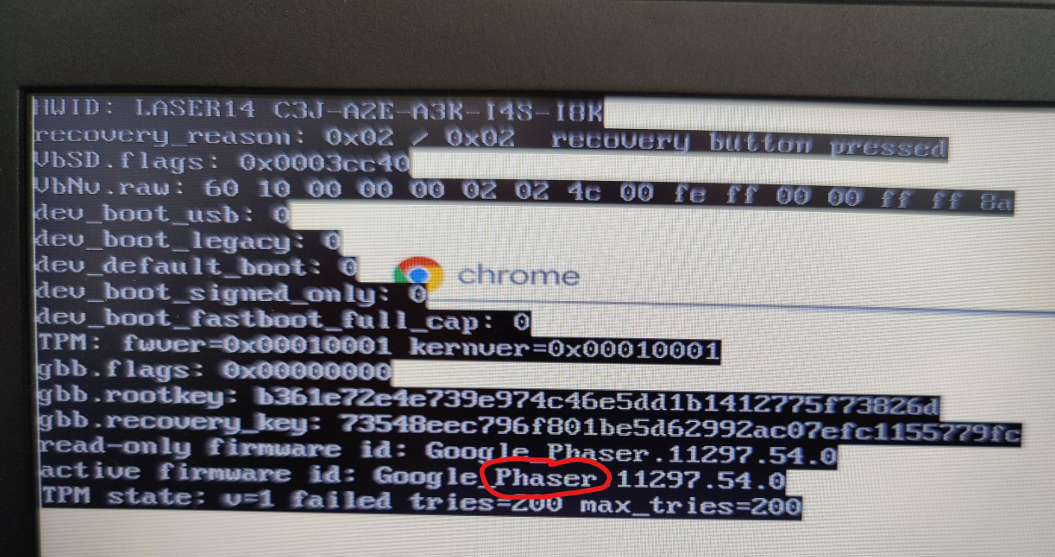 HWID: LASER14 C3J-A2E-A3K-I4S-I8K
recovery_reason: 0x02 / 0x02 recovery button pressed
VbSD.flags: 0x0003cc40
VbNv.raw: 60 10 00 00 00 00 02 02 4c 00 fe ff 00 00 ff ff 8a
dev_boot_usb: 0
dev_boot_legacy: 0
dev_default_boot: 0
chrome
dev_boot_signed_only: 0
dev_boot_fastboot_full_cap: 0
TPM: fwver=0x00010001 kernver=0x00010001
gbb.flags: 0x00000000
gbb.rootkey: b361e72e4e739e974c46e5dd1b1412775f73826d
gbb.recovery_key: 73548eec796f801be5d62992ac07efc1155779fc
read-only firmware id: Google_Phaser.11297.54.0
active firmware id: Google_Phaser.11297.54.0
TPM state: v=1 failed tries=200 max_tries=200